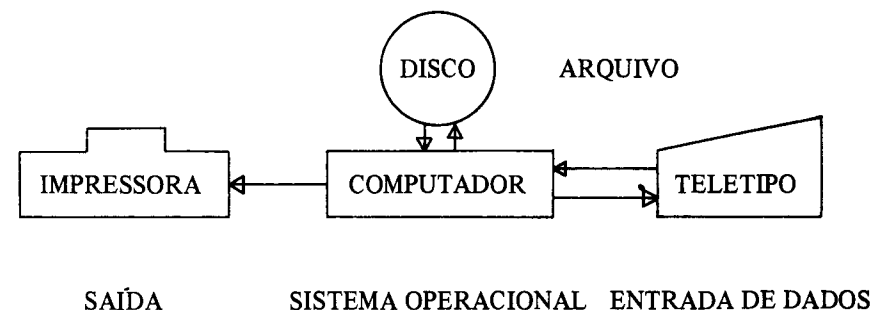 DISCO ARQUIVO
IMPRESSORA COMPUTADOR TELETIPO
SAÍDA SISTEMA OPERACIONAL ENTRADA DE DADOS